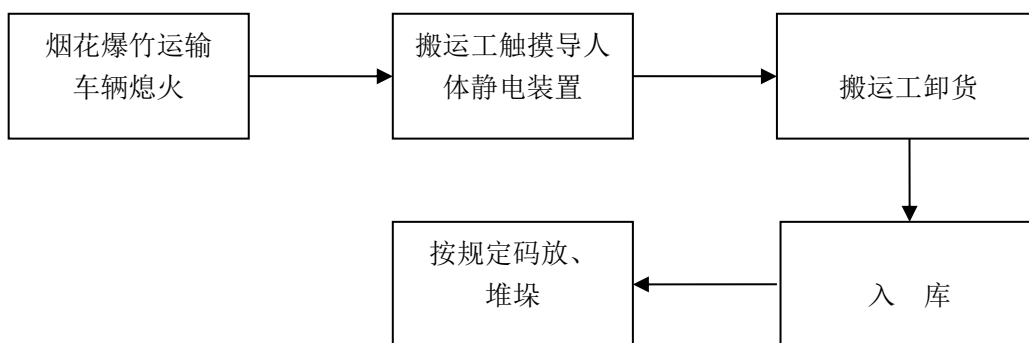 烟花爆竹运输
车辆熄火
搬运工触摸导人
体静电装置
搬运工卸货
入 库
按规定码放、
堆垛